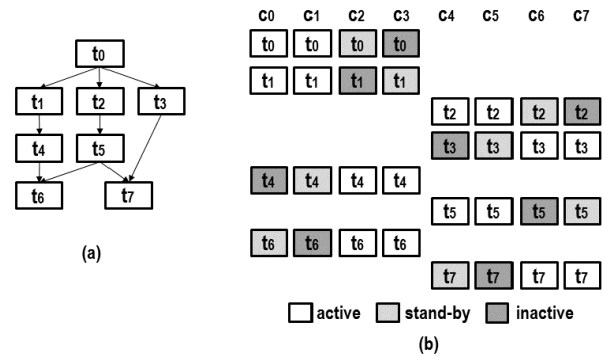 c0 c1 c2 c3 c4 c5 c6 c7
t0
t1 t2 t3
t4 t5
t6 t7
(a)
t0 t0 t0 t0
t1 t1 t1 t1
t2 t2 t2 t2
t3 t3 t3 t3
t4 t4 t4 t4
t5 t5 t5 t5
t6 t6 t6 t6
t7 t7 t7 t7
active stand-by inactive
(b)